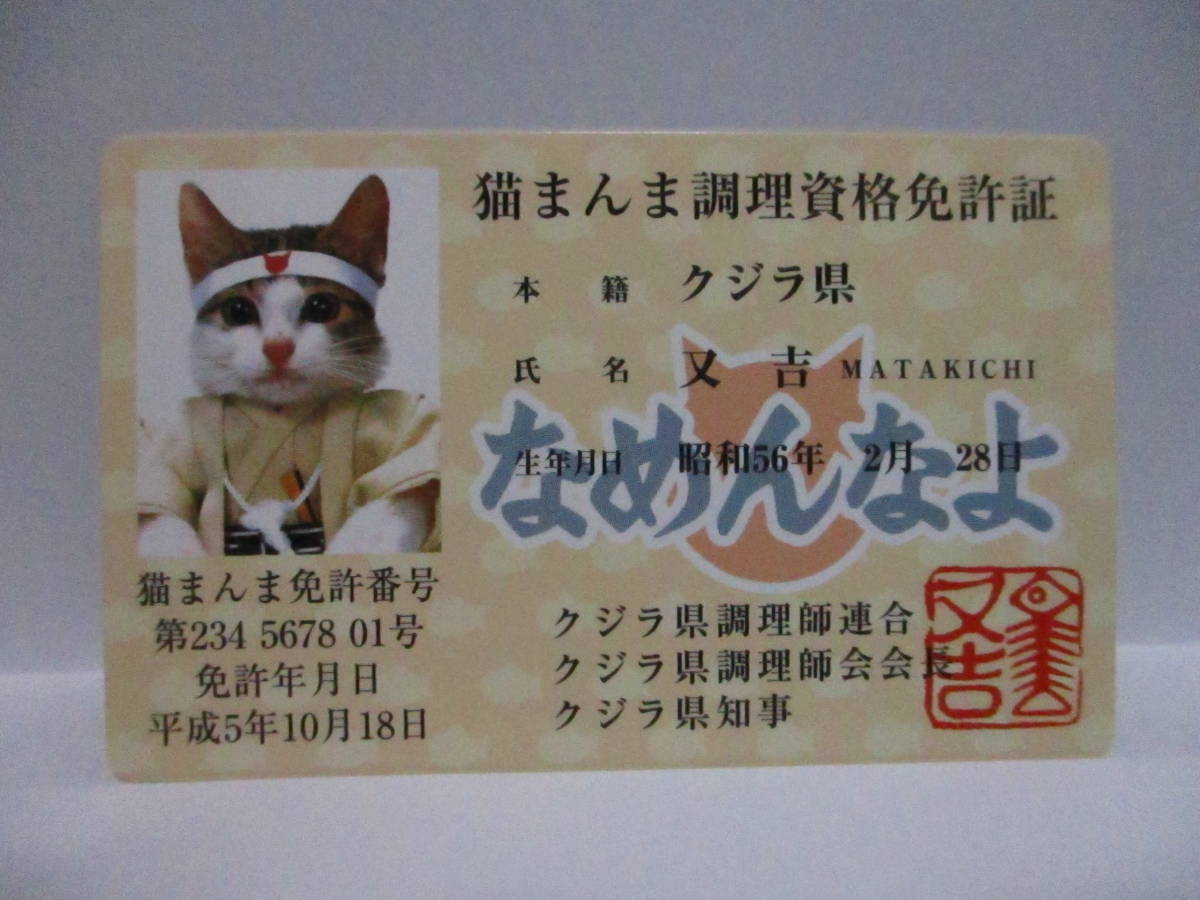 猫まんま調理資格免許証
本籍 クジラ県
氏名 又吉 MATAKICHI
なめんなよ
生年月日 昭和56年 2月 28日
猫まんま免許番号
第234 5678 01号
免許年月日
平成5年10月18日
クジラ県調理師連合
クジラ県調理師会会長
クジラ県知事
又吉